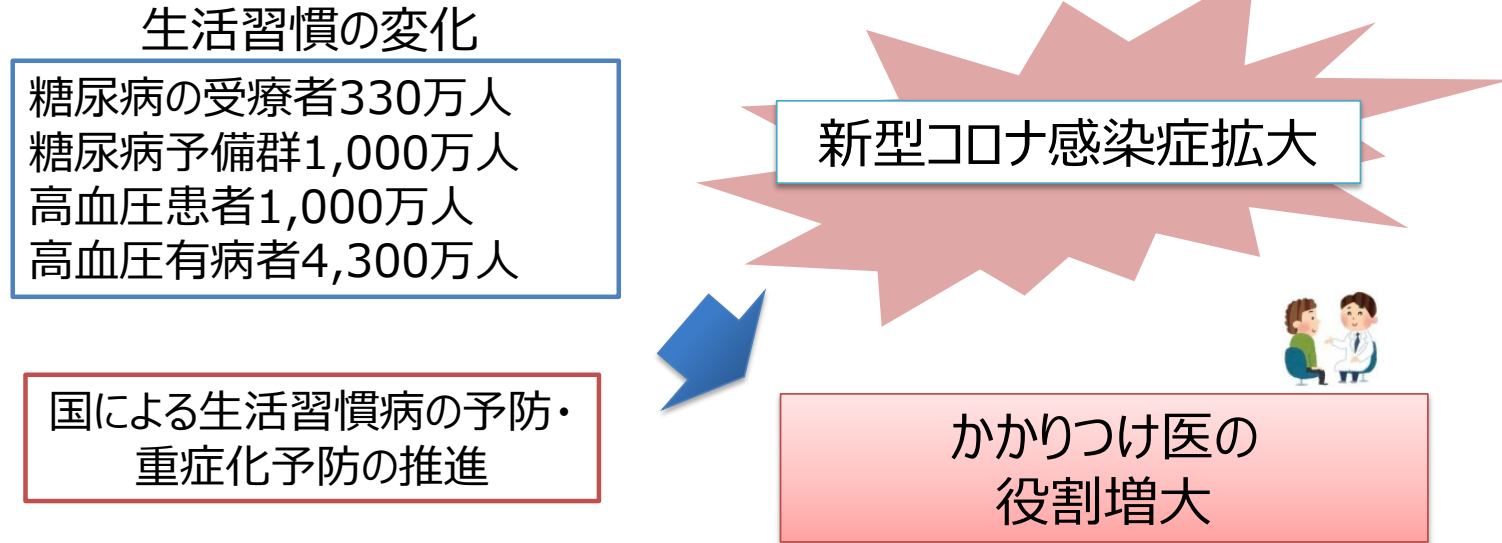 生活習慣の変化
糖尿病の受療者330万人
糖尿病予備群1,000万人
高血圧患者1,000万人
高血圧有病者4,300万人
新型コロナ感染症拡大
国による生活習慣病の予防・
重症化予防の推進
かかりつけ医の
役割増大